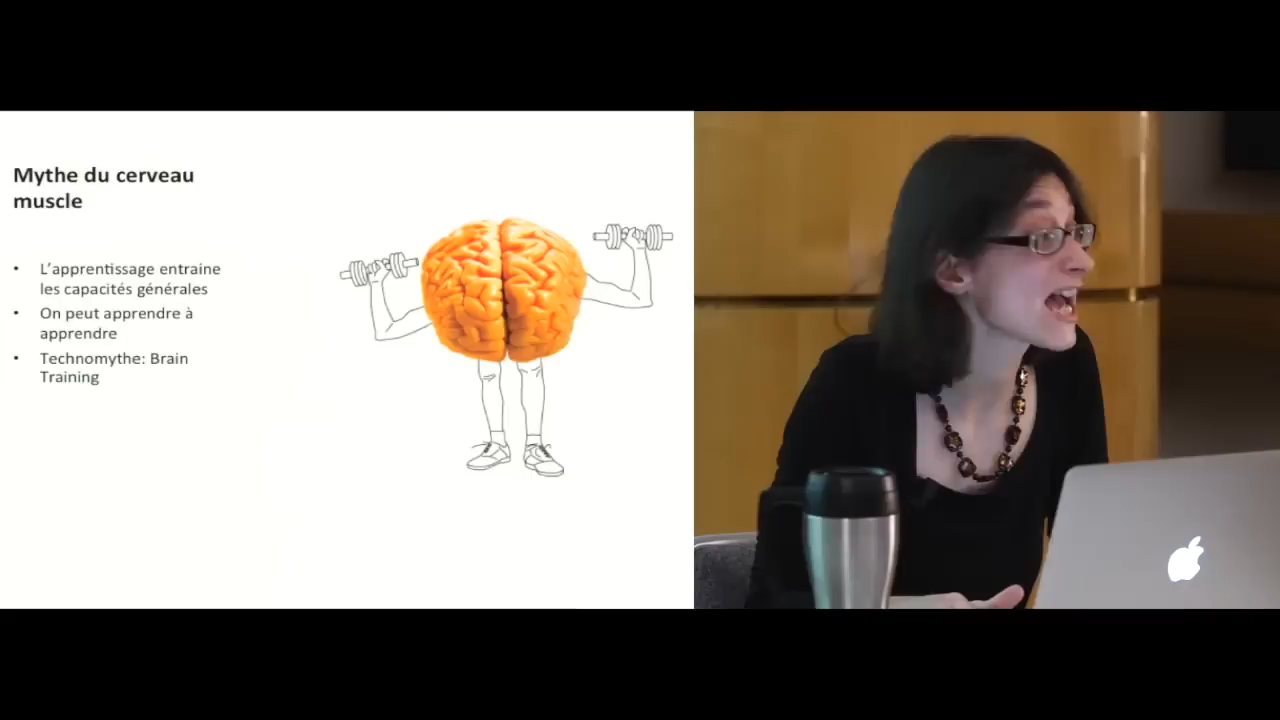 Mythe du cerveau
muscle
• L'apprentissage entraine
les capacités générales
• On peut apprendre à
apprendre
• Technomythe: Brain
Training